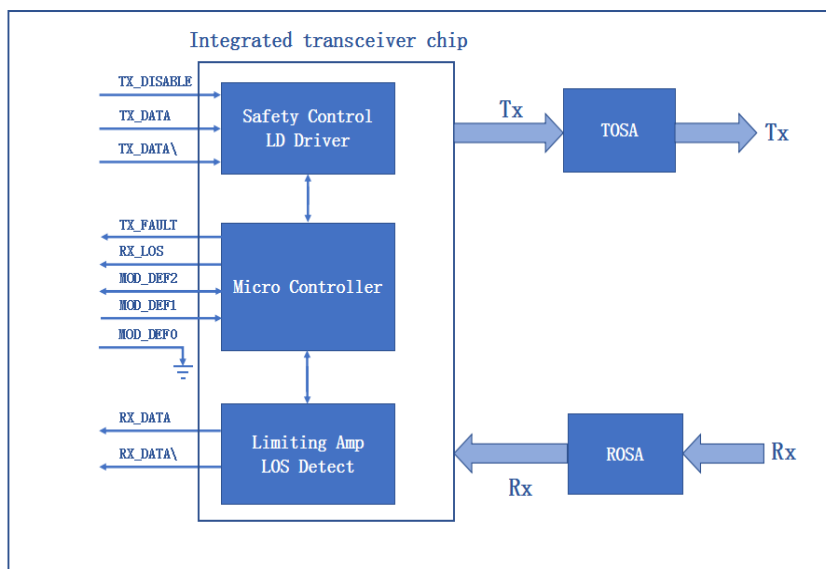 Integrated transceiver chip
TX_DISABLE
TX_DATA
TX_DATA\
Safety Control
LD Driver
Tx
TOSA
Tx
TX_FAULT
RX_LOS
MOD_DEF2
MOD_DEF1
MOD_DEF0
Micro Controller
RX_DATA
RX_DATA\
Limiting Amp
LOS Detect
Rx
ROSA
Rx